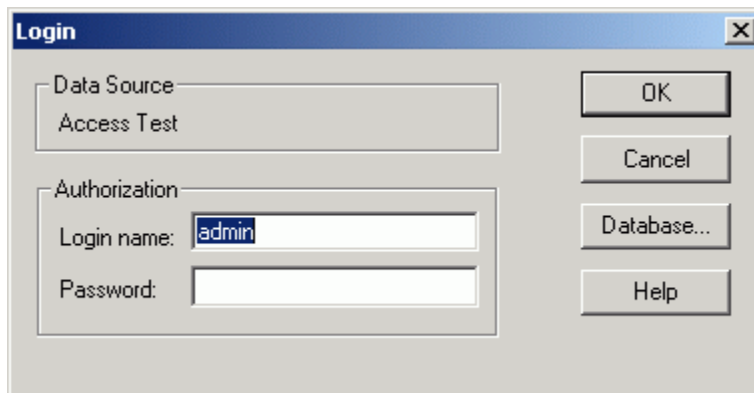 Login
Data Source
Access Test
OK
Cancel
Authorization
Login name: admin
Database...
Password:
Help